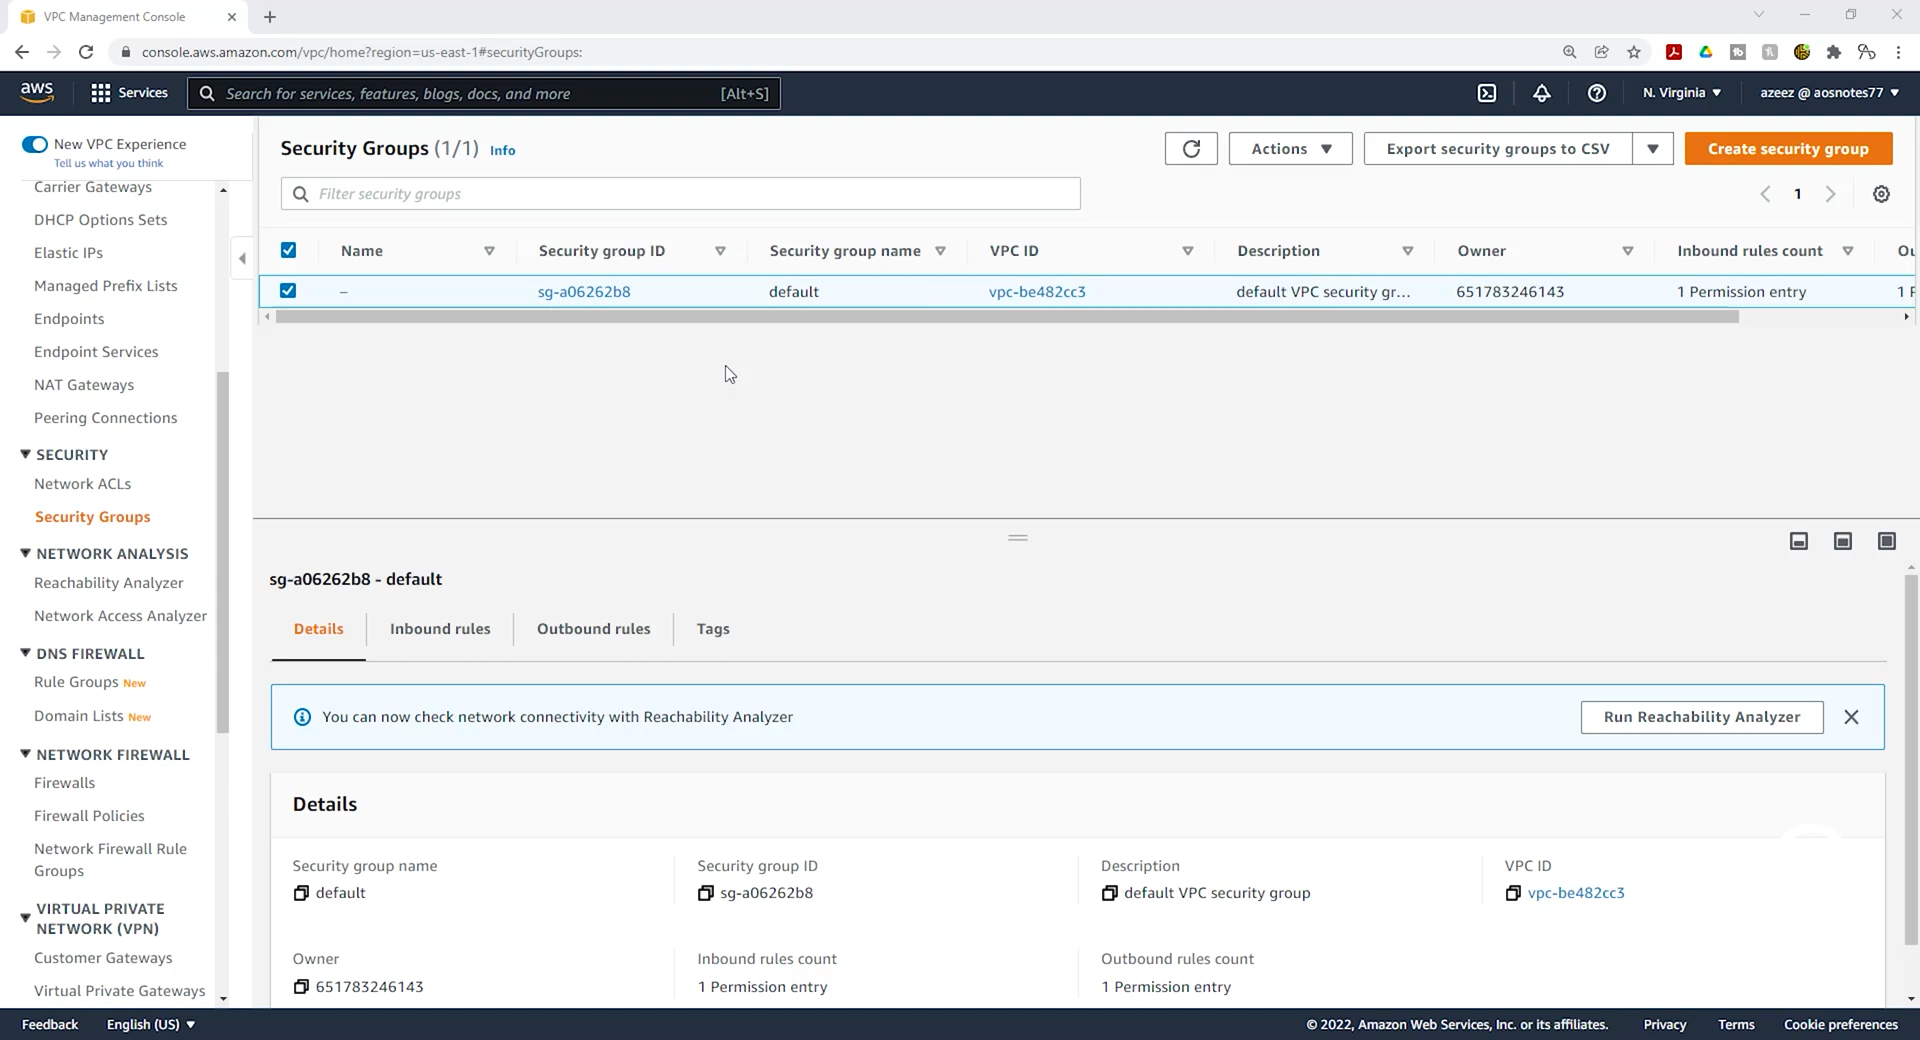 VPC Management Console
console.aws.amazon.com/vpc/home?region=us-east-1#securityGroups:
aws
Services
Search for services, features, blogs, docs, and more
[Alt+S]
N. Virginia
azeez @ aosnotes77
New VPC Experience
Tell us what you think
Carrier Gateways
DHCP Options Sets
Elastic IPs
Managed Prefix Lists
Endpoints
Endpoint Services
NAT Gateways
Peering Connections
SECURITY
Network ACLs
Security Groups
NETWORK ANALYSIS
Reachability Analyzer
Network Access Analyzer
DNS FIREWALL
Rule Groups New
Domain Lists New
NETWORK FIREWALL
Firewalls
Firewall Policies
Network Firewall Rule
Groups
VIRTUAL PRIVATE
NETWORK (VPN)
Customer Gateways
Virtual Private Gateways
Security Groups (1/1) Info
Actions
Export security groups to CSV
Create security group
Filter security groups
1
Name Security group ID Security group name VPC ID Description Owner Inbound rules count Ou
– sg-a06262b8 default vpc-be482cc3 default VPC security gr... 651783246143 1 Permission entry 1 P
sg-a06262b8 - default
Details Inbound rules Outbound rules Tags
You can now check network connectivity with Reachability Analyzer
Run Reachability Analyzer
Details
Security group name Security group ID Description VPC ID
default sg-a06262b8 default VPC security group vpc-be482cc3
Owner Inbound rules count Outbound rules count
651783246143 1 Permission entry 1 Permission entry
Feedback English (US) © 2022, Amazon Web Services, Inc. or its affiliates. Privacy Terms Cookie preferences